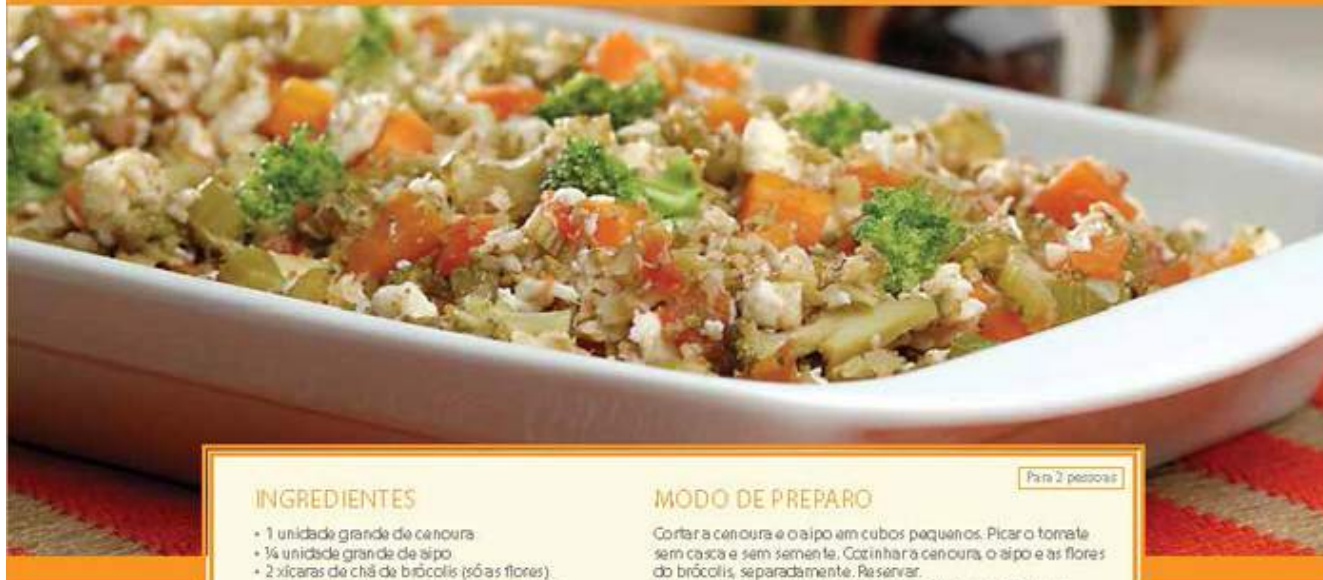 Para 2 pessoas
INGREDIENTES
• 1 unidade grande de cenoura
• ¼ unidade grande de aipo
• 2 xícaras de chá de brócolis (só as flores)
MODO DE PREPARO
Cortar a cenoura e o aipo em cubos pequenos. Picar o tomate
sem casca e sem semente. Cozinhar a cenoura, o aipo e as flores
do brócolis, separadamente. Reservar.